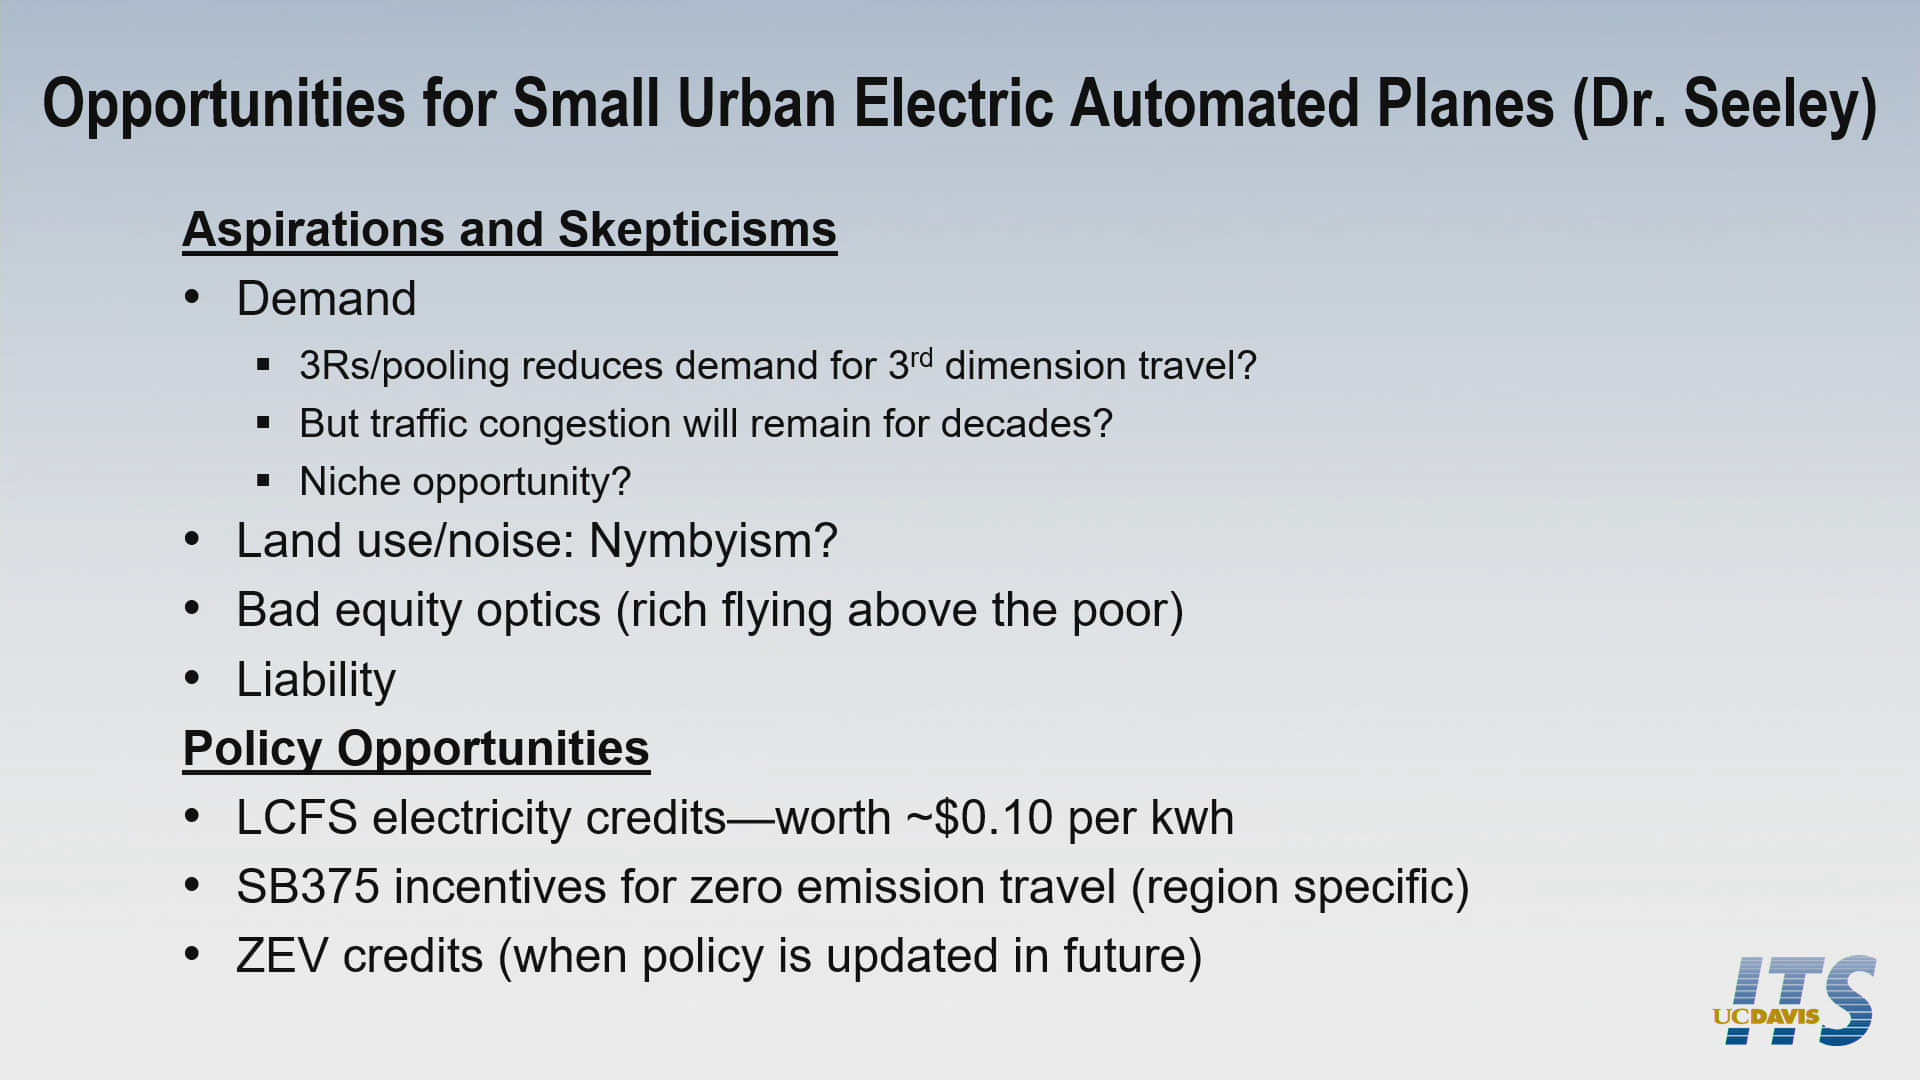 Opportunities for Small Urban Electric Automated Planes (Dr. Seeley)
Aspirations and Skepticisms
• Demand
▪ 3Rs/pooling reduces demand for 3rd dimension travel?
▪ But traffic congestion will remain for decades?
▪ Niche opportunity?
• Land use/noise: Nymbyism?
• Bad equity optics (rich flying above the poor)
• Liability
Policy Opportunities
• LCFS electricity credits—worth ~$0.10 per kwh
• SB375 incentives for zero emission travel (region specific)
• ZEV credits (when policy is updated in future)
ITS
UCDAVIS